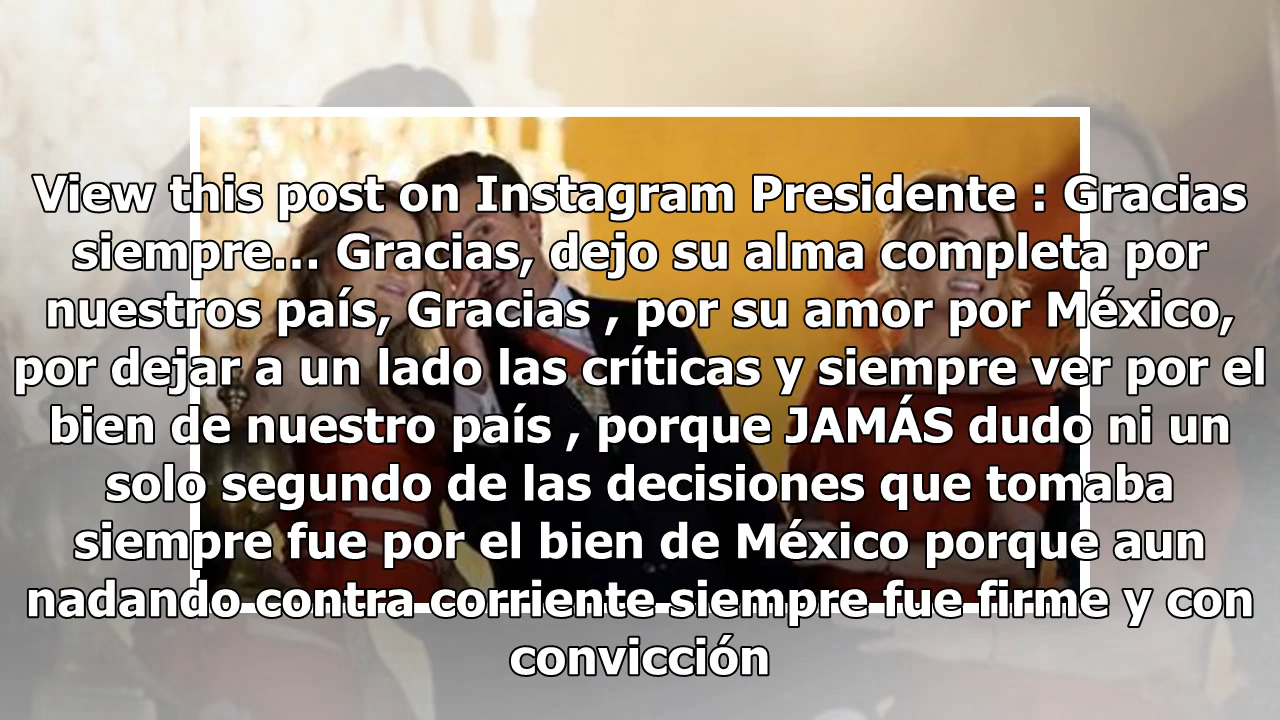 View this post on Instagram Presidente : Gracias
siempre... Gracias, dejo su alma completa por
nuestros país, Gracias , por su amor por México,
por dejar a un lado las críticas y siempre ver por el
bien de nuestro país , porque JAMÁS dudo ni un
solo segundo de las decisiones que tomaba
siempre fue por el bien de México porque aun
nadando contra corriente siempre fue firme y con
convicción